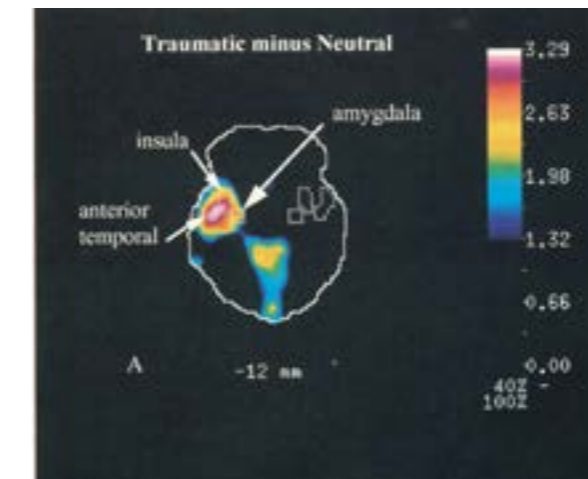 Traumatic minus Neutral
3.29
amygdala
2.63
insula
1.98
anterior
temporal
1.32
0.66
A
-12 mm
0.00
40% -
100%